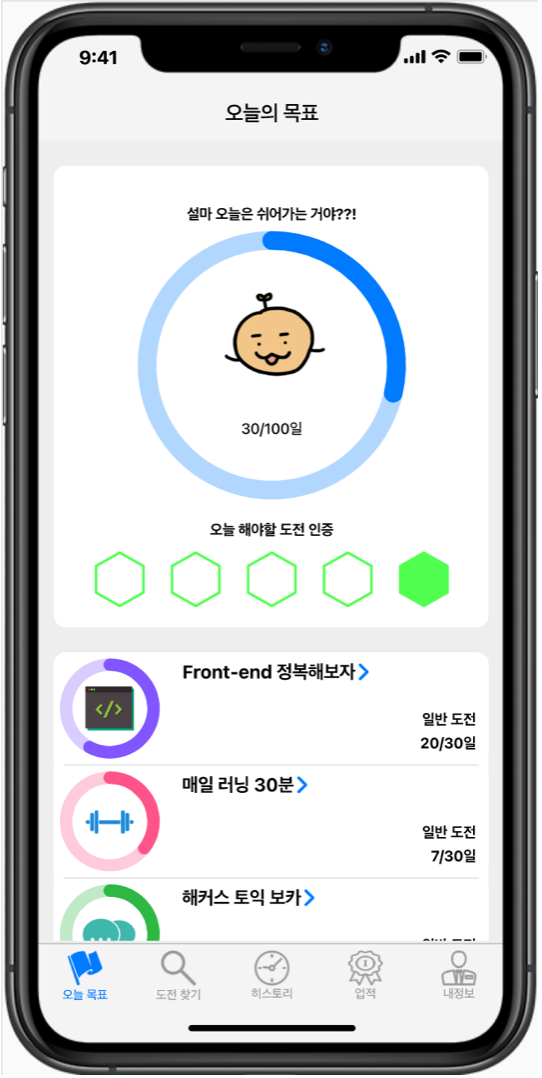 9:41
오늘의 목표
설마 오늘은 쉬어가는 거야??!
30/100일
오늘 해야할 도전 인증
Front-end 정복해보자
일반 도전
20/30일
매일 러닝 30분
일반 도전
7/30일
해커스 토익 보카
오늘 목표
도전 찾기
히스토리
업적
내정보